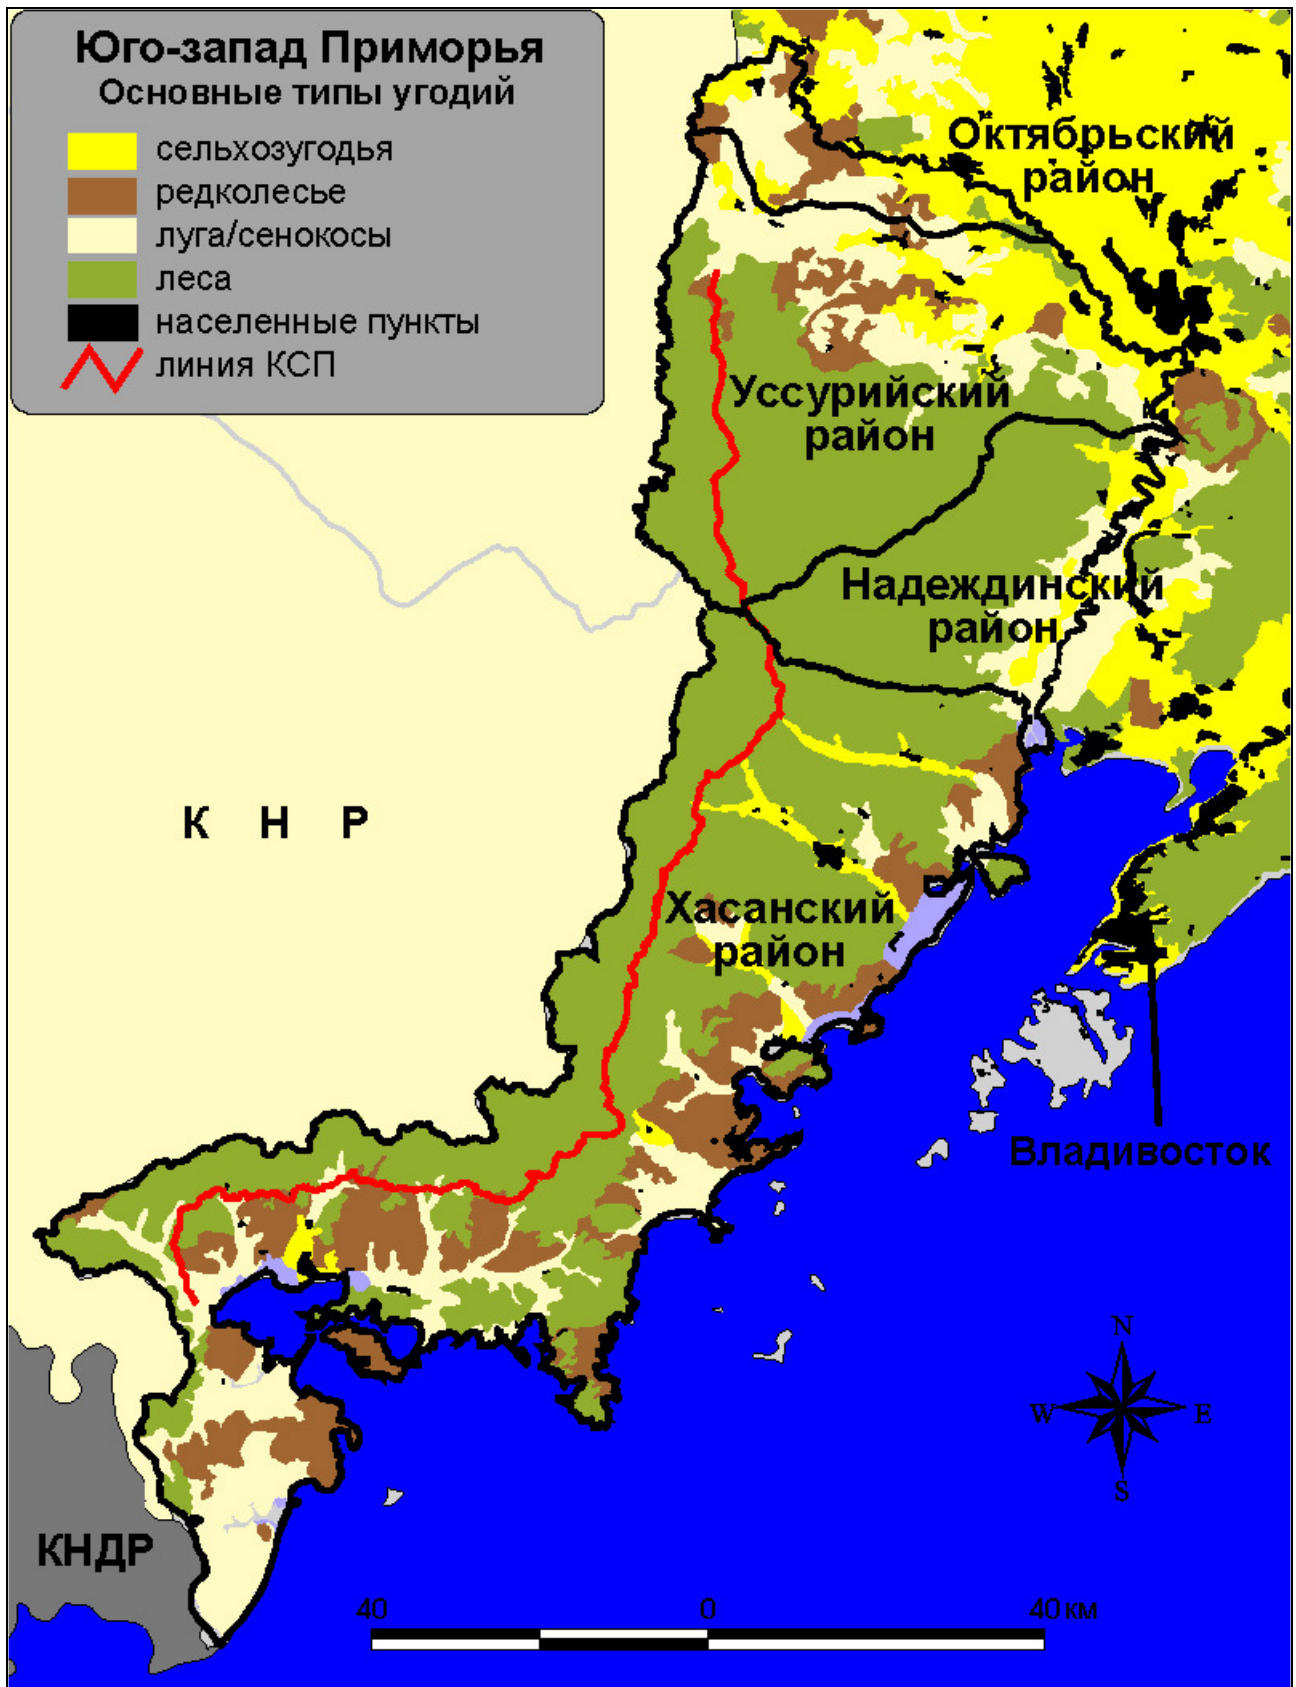 Юго-запад Приморья
Основные типы угодий
сельхозугодья
редколесье
луга/сенокосы
леса
населенные пункты
линия КСП
Октябрьский
район
Уссурийский
район
Надеждинский
район
К Н Р
Хасанский
район
Владивосток
N
W
E
S
КНДР
40 0 40 км